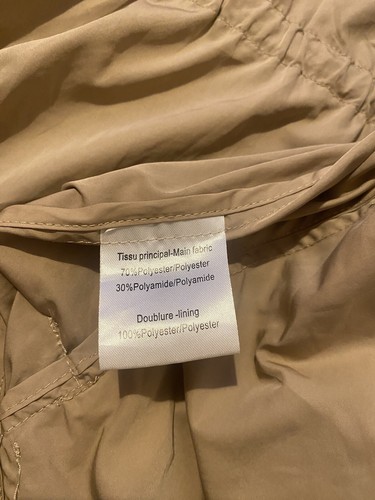 Tissu principal-Main fabric
70%Polyester/Polyester
30%Polyamide/Polyamide
Doublure -lining
100%Polyester/Polyester